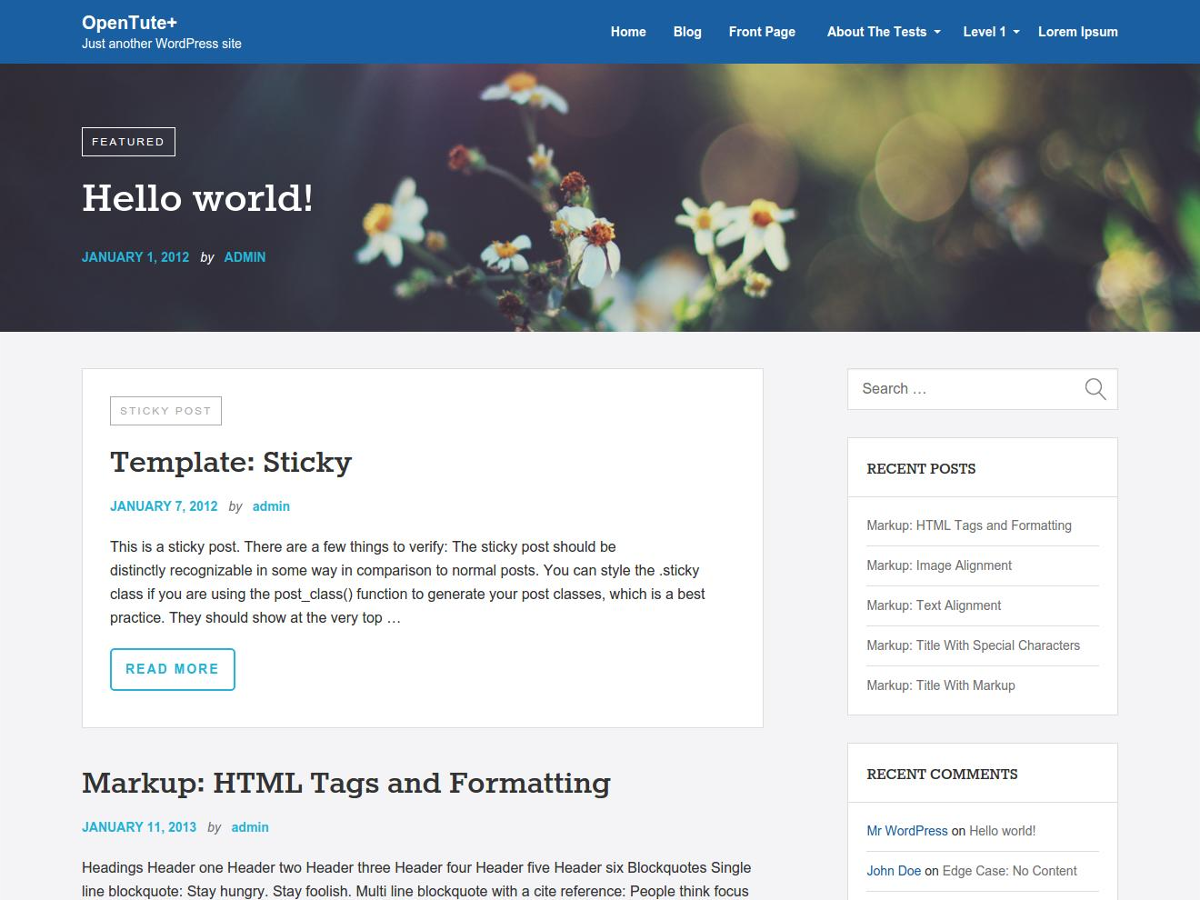 OpenTute+
Just another WordPress site
Home Blog Front Page About The Tests Level 1 Lorem Ipsum
FEATURED
Hello world!
JANUARY 1, 2012 by ADMIN
STICKY POST
Template: Sticky
JANUARY 7, 2012 by admin
This is a sticky post. There are a few things to verify: The sticky post should be
distinctly recognizable in some way in comparison to normal posts. You can style the .sticky
class if you are using the post_class() function to generate your post classes, which is a best
practice. They should show at the very top …
READ MORE
Markup: HTML Tags and Formatting
JANUARY 11, 2013 by admin
Headings Header one Header two Header three Header four Header five Header six Blockquotes Single
line blockquote: Stay hungry. Stay foolish. Multi line blockquote with a cite reference: People think focus
Search …
RECENT POSTS
Markup: HTML Tags and Formatting
Markup: Image Alignment
Markup: Text Alignment
Markup: Title With Special Characters
Markup: Title With Markup
RECENT COMMENTS
Mr WordPress on Hello world!
John Doe on Edge Case: No Content